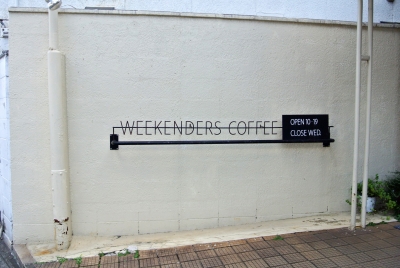 WEEKENDERS COFFEE
OPEN 10 19
CLOSE WED.